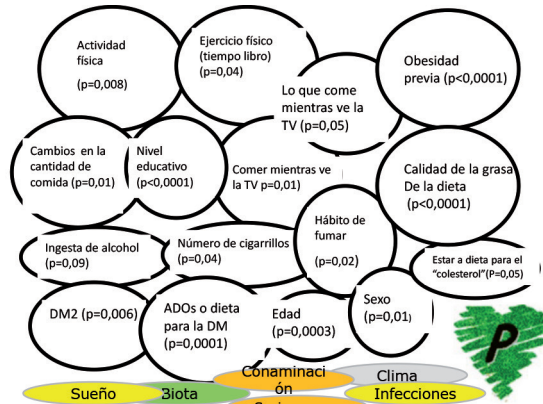 Actividad
física
(p=0,008)
Ejercicio físico
(tiempo libro)
(p=0,04)
Lo que come
mientras ve la
TV (p=0,05)
Obesidad
previa (p<0,0001)
Cambios en la
cantidad de
comida (p=0,01)
Nivel
educativo
(p<0,0001)
Comer mientras ve
la TV p=0,01)
Calidad de la grasa
De la dieta
(p<0,0001)
Ingesta de alcohol
(p=0,09)
Número de cigarrillos
(p=0,04)
Hábito de
fumar
(p=0,02)
Estar a dieta para el
“colesterol”(P=0,05)
DM2 (p=0,006)
ADOs o dieta
para la DM
(p=0,0001)
Edad
(p=0,0003)
Sexo
(p=0,01)
P
Conaminaci
ón
Clima
Sueño
3iota
Infecciones